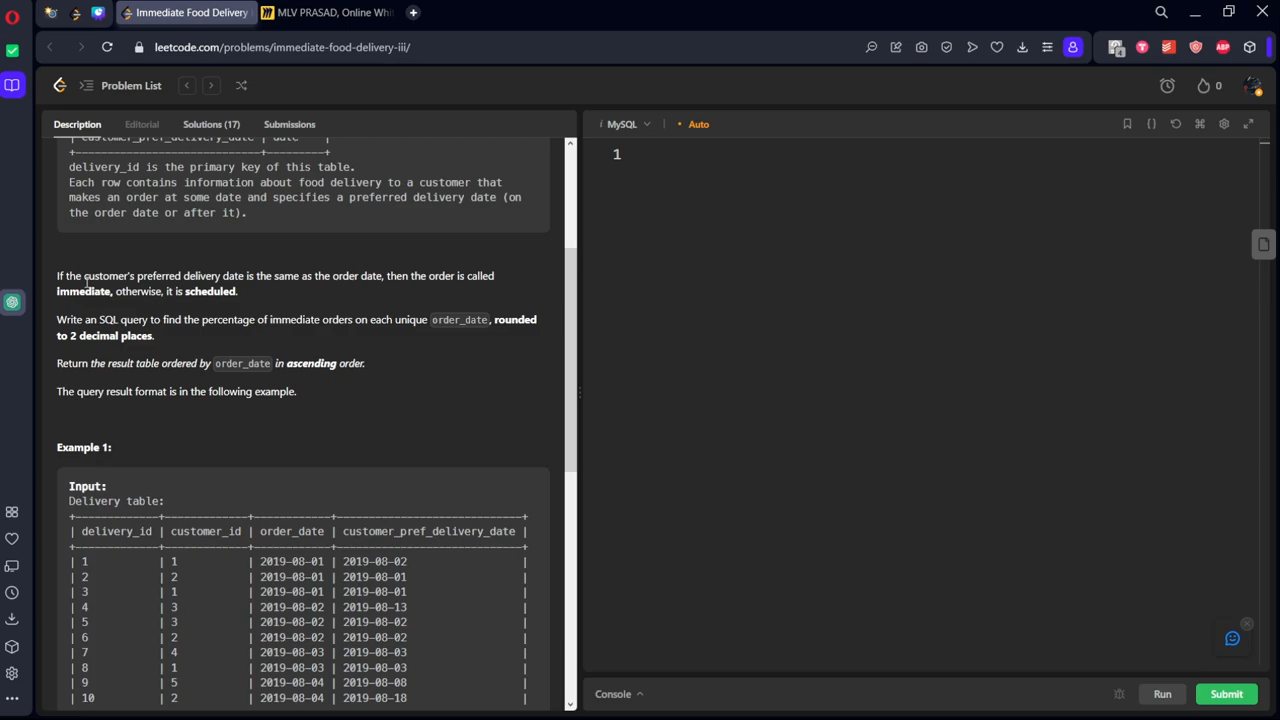 Immediate Food Delivery
MLV PRASAD, Online Whi
leetcode.com/problems/immediate-food-delivery-iii/
Problem List
0
Description
Editorial
Solutions (17)
Submissions
i MySQL
• Auto
| customer_pref_delivery_date | date |
+-----------------------------+---------+
delivery_id is the primary key of this table.
Each row contains information about food delivery to a customer that
makes an order at some date and specifies a preferred delivery date (on
the order date or after it).
1
If the customer's preferred delivery date is the same as the order date, then the order is called
immediate, otherwise, it is scheduled.
Write an SQL query to find the percentage of immediate orders on each unique order_date, rounded
to 2 decimal places.
Return the result table ordered by order_date in ascending order.
The query result format is in the following example.
Example 1:
Input:
Delivery table:
+-------------+-------------+------------+-----------------------------+
| delivery_id | customer_id | order_date | customer_pref_delivery_date |
+-------------+-------------+------------+-----------------------------+
| 1 | 1 | 2019-08-01 | 2019-08-02 |
| 2 | 2 | 2019-08-01 | 2019-08-01 |
| 3 | 1 | 2019-08-01 | 2019-08-01 |
| 4 | 3 | 2019-08-02 | 2019-08-13 |
| 5 | 3 | 2019-08-02 | 2019-08-02 |
| 6 | 2 | 2019-08-02 | 2019-08-02 |
| 7 | 4 | 2019-08-03 | 2019-08-03 |
| 8 | 1 | 2019-08-03 | 2019-08-03 |
| 9 | 5 | 2019-08-04 | 2019-08-08 |
| 10 | 2 | 2019-08-04 | 2019-08-18 |
Console
Run
Submit